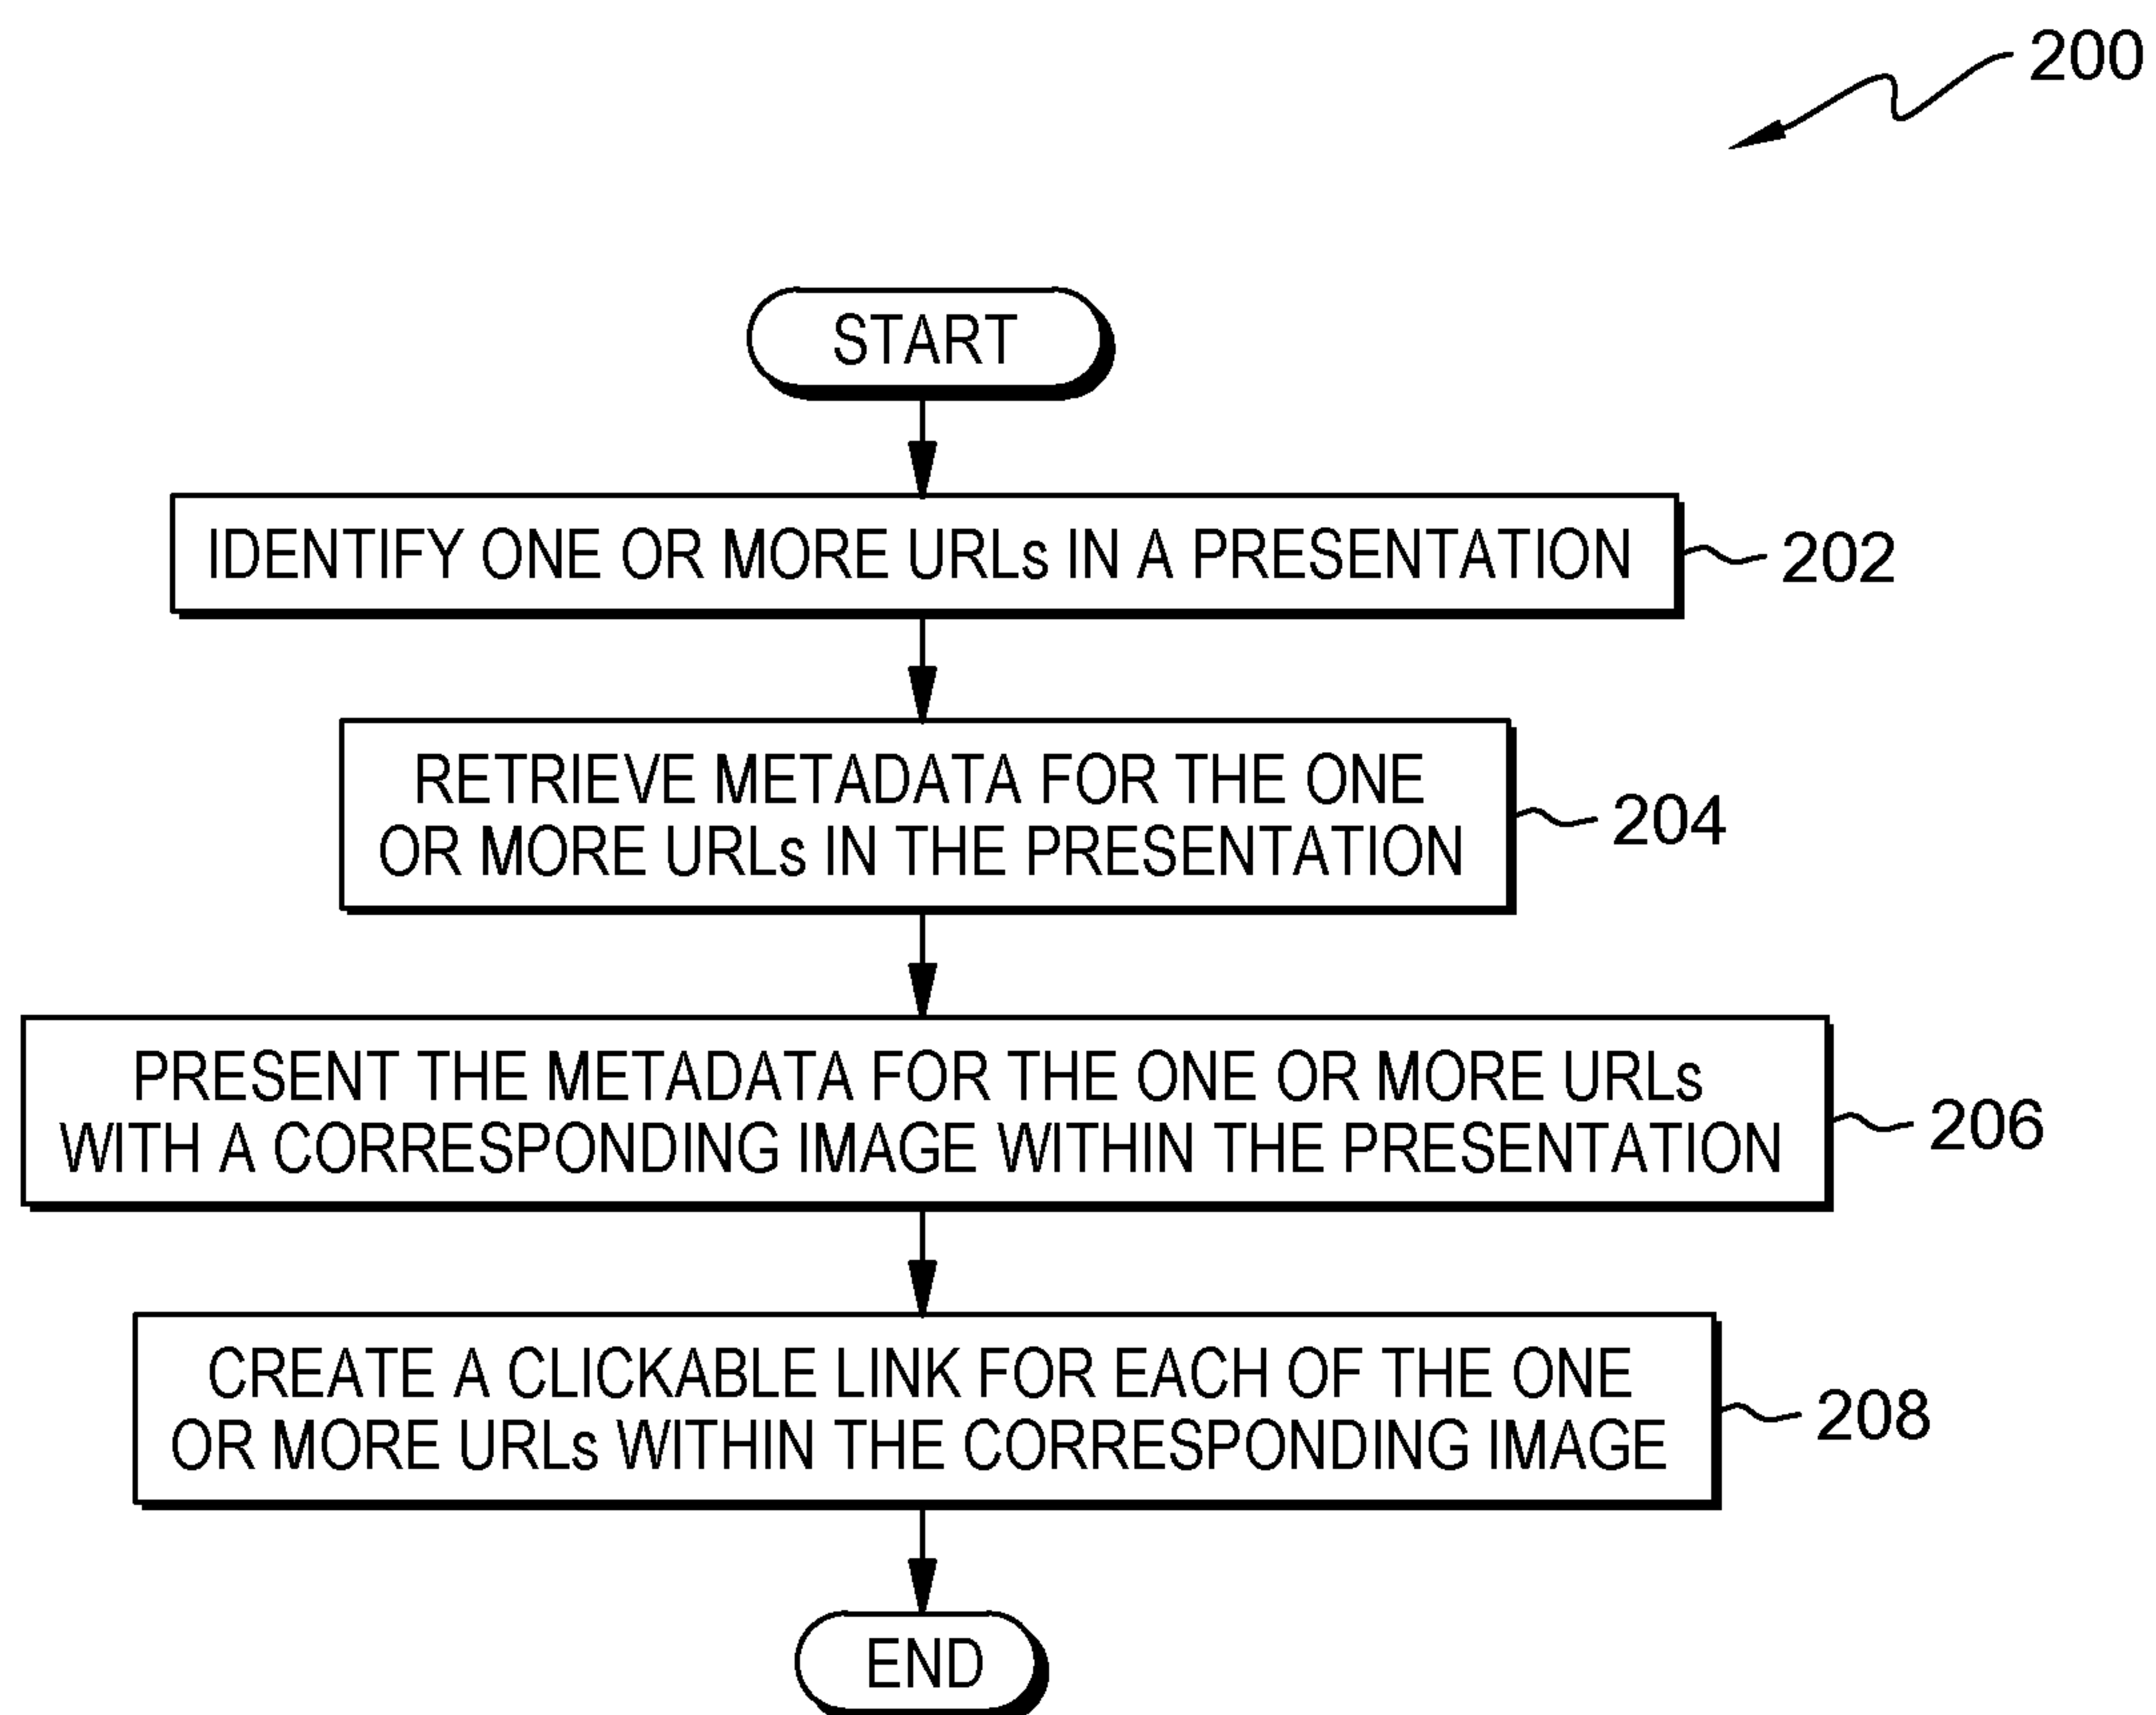 200
START
IDENTIFY ONE OR MORE URLs IN A PRESENTATION
202
RETRIEVE METADATA FOR THE ONE
OR MORE URLs IN THE PRESENTATION
204
PRESENT THE METADATA FOR THE ONE OR MORE URLs
WITH A CORRESPONDING IMAGE WITHIN THE PRESENTATION
206
CREATE A CLICKABLE LINK FOR EACH OF THE ONE
OR MORE URLs WITHIN THE CORRESPONDING IMAGE
208
END